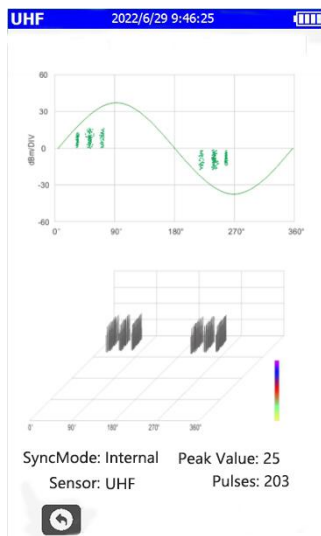 UHF 2022/6/29 9:46:25
60
30
0
-30
-60
dBm/DIV
0° 90° 180° 270° 360°
0° 90° 180° 270° 360°
SyncMode: Internal Peak Value: 25
Sensor: UHF Pulses: 203